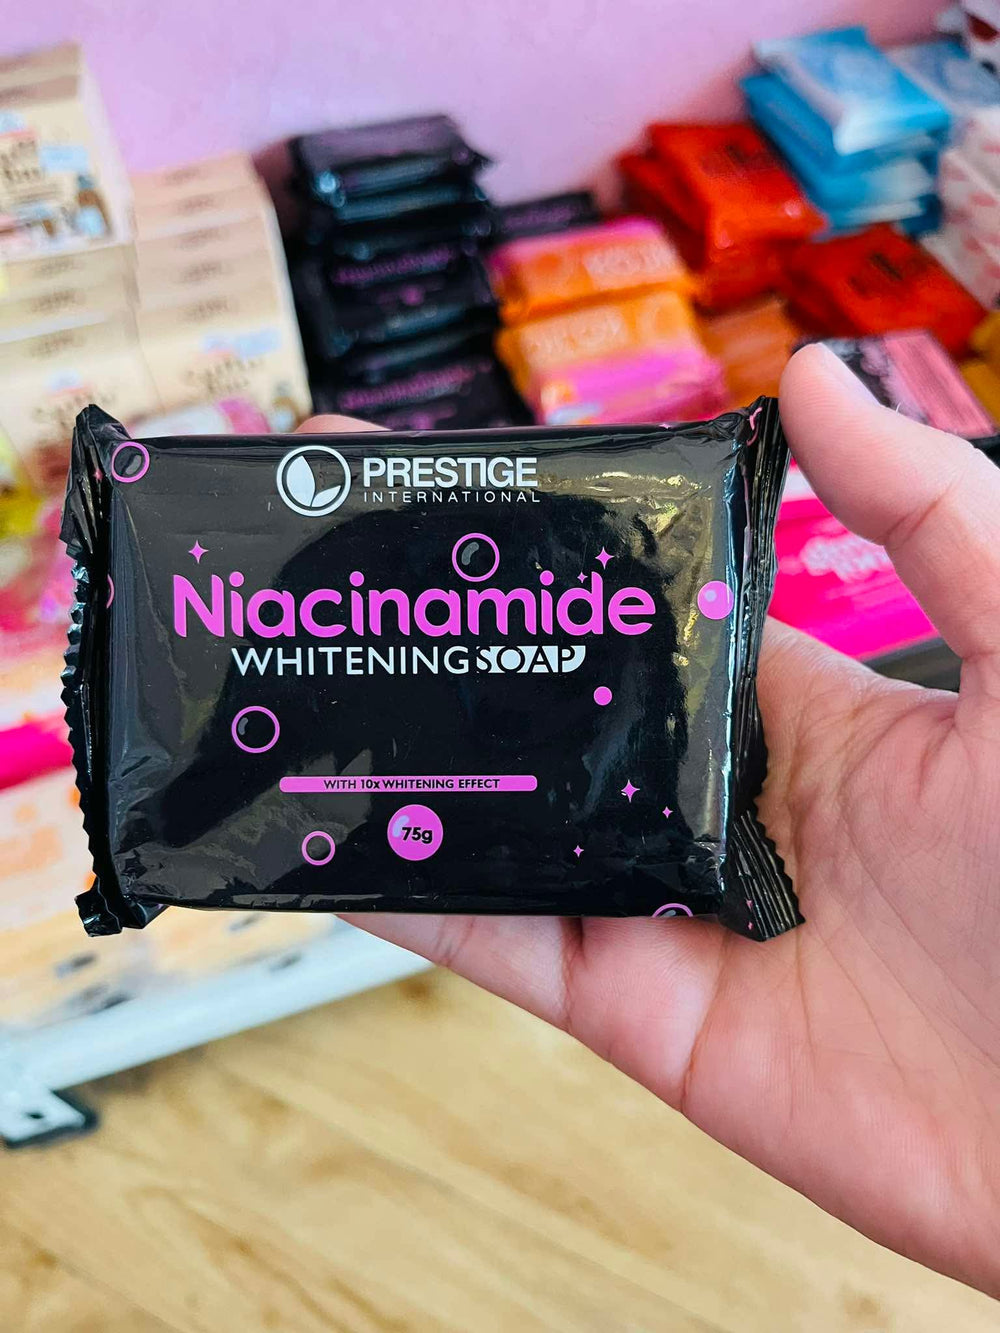 PRESTIGE
INTERNATIONAL
Niacinamide
WHITENING SOAP
WITH 10x WHITENING EFFECT
75g